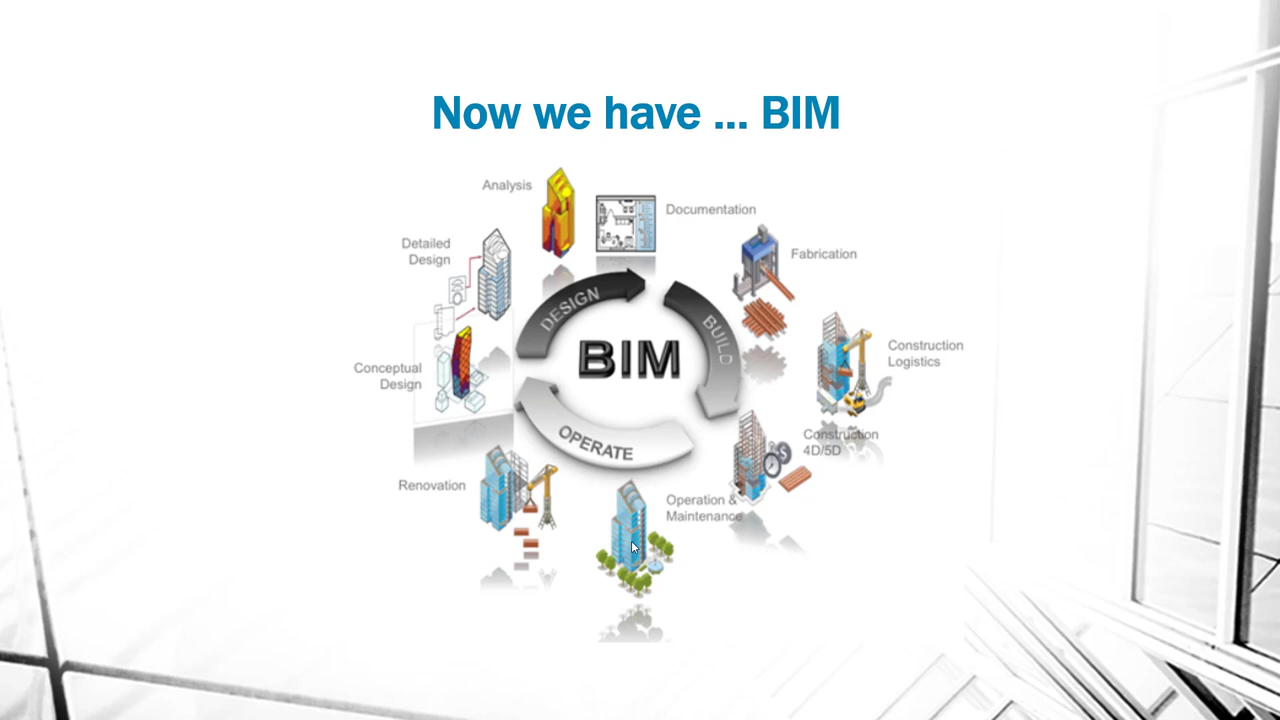 Now we have ... BIM
Analysis
Documentation
Detailed
Design
Fabrication
DESIGN
BUILD
BIM
Construction
Logistics
Conceptual
Design
OPERATE
Construction
4D/5D
Renovation
Operation &
Maintenance